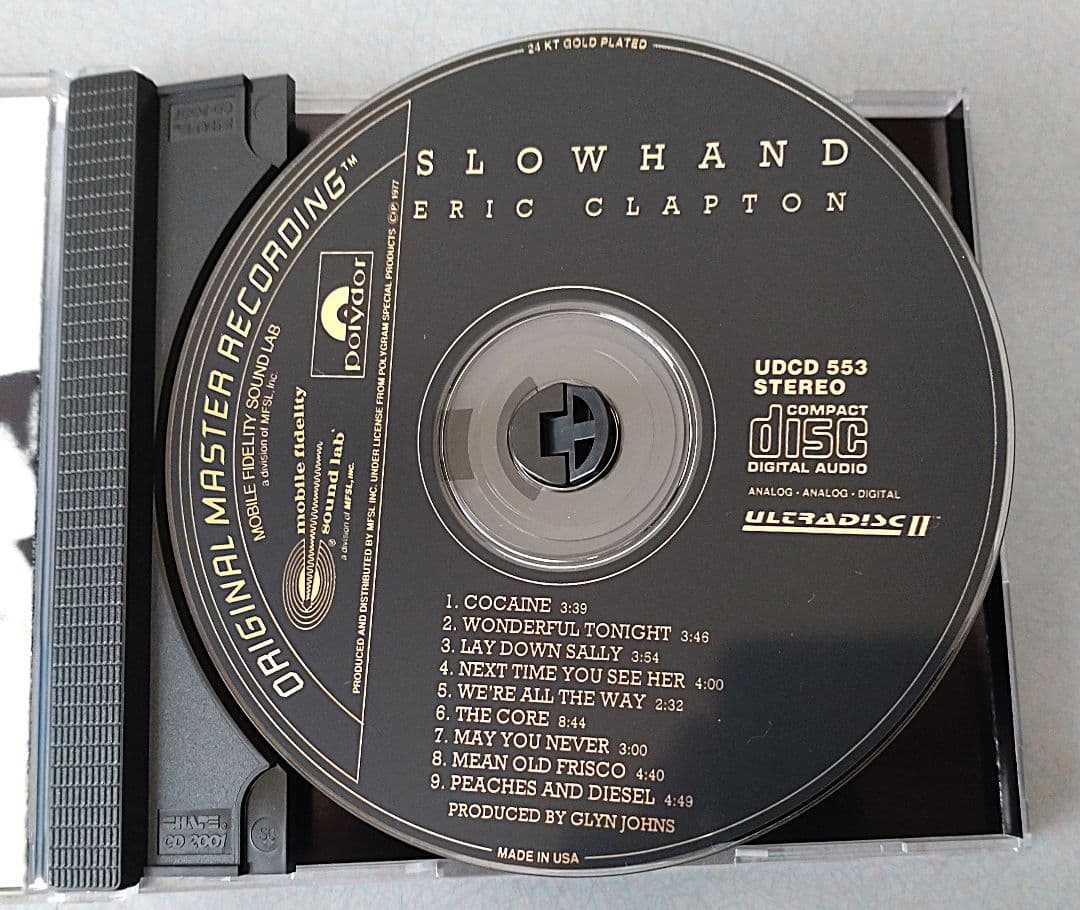 24 KT GOLD PLATED
SLOWHAND
ERIC CLAPTON
ORIGINAL MASTER RECORDING™
MOBILE FIDELITY SOUND LAB
a division of MFSL, Inc.
polydor
mobile fidelity
sound lab®
a division of MFSL, INC.
PRODUCED AND DISTRIBUTED BY MFSL INC. UNDER LICENSE FROM POLYGRAM SPECIAL PRODUCTS ©℗ 1977
UDCD 553
STEREO
COMPACT
disc
DIGITAL AUDIO
ANALOG · ANALOG · DIGITAL
ULTRADISC II™
1. COCAINE 3:39
2. WONDERFUL TONIGHT 3:46
3. LAY DOWN SALLY 3:54
4. NEXT TIME YOU SEE HER 4:00
5. WE'RE ALL THE WAY 2:32
6. THE CORE 8:44
7. MAY YOU NEVER 3:00
8. MEAN OLD FRISCO 4:40
9. PEACHES AND DIESEL 4:49
PRODUCED BY GLYN JOHNS
MADE IN USA
CD 2007